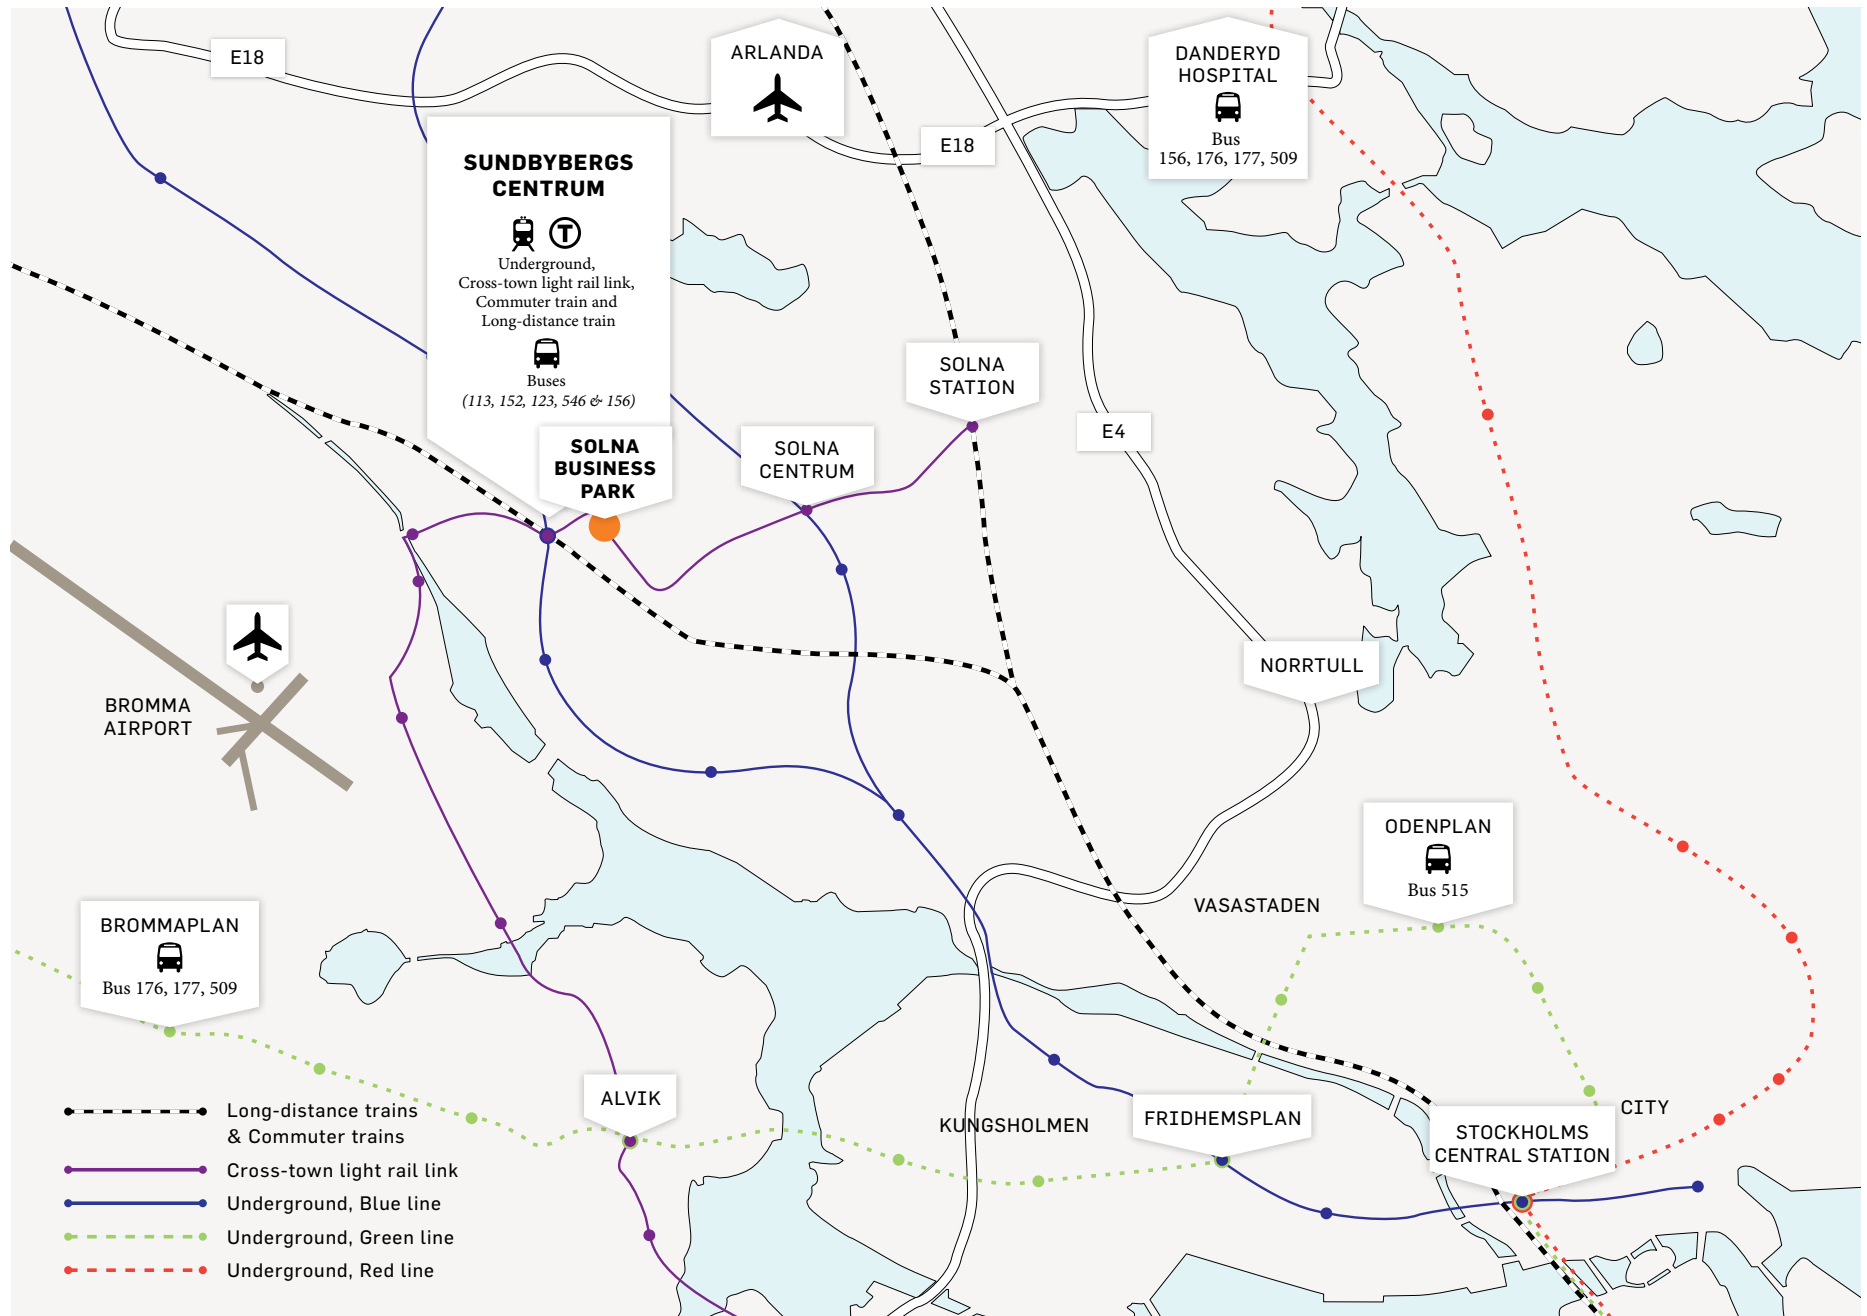 E18
ARLANDA
DANDERYD
HOSPITAL
Bus
156, 176, 177, 509
E18
SUNDBYBERGS
CENTRUM
T
Underground,
Cross-town light rail link,
Commuter train and
Long-distance train
Buses
(113, 152, 123, 546 & 156)
SOLNA
STATION
E4
SOLNA
BUSINESS
PARK
SOLNA
CENTRUM
NORRTULL
BROMMA
AIRPORT
ODENPLAN
Bus 515
VASASTADEN
BROMMAPLAN
Bus 176, 177, 509
ALVIK
KUNGSHOLMEN
FRIDHEMSPLAN
CITY
STOCKHOLMS
CENTRAL STATION
Long-distance trains
& Commuter trains
Cross-town light rail link
Underground, Blue line
Underground, Green line
Underground, Red line